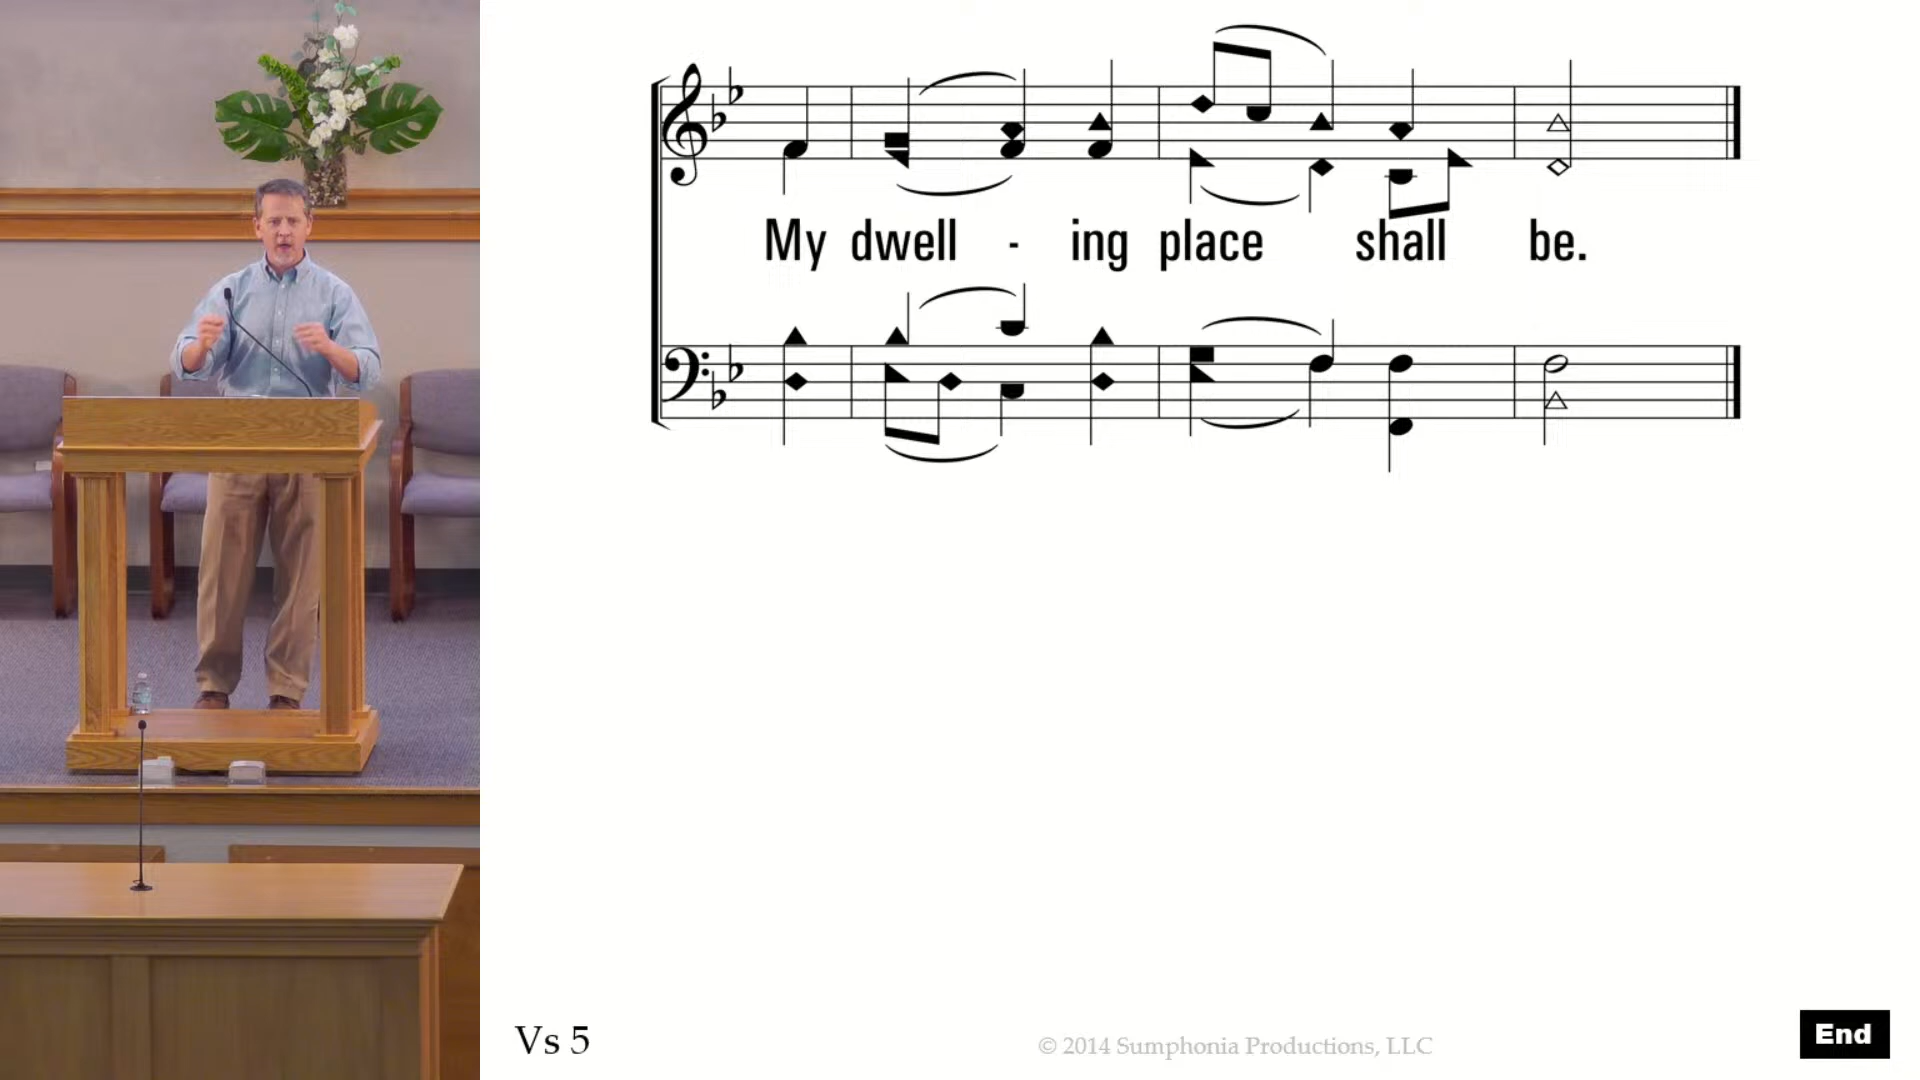 My dwell - ing place shall be.
Vs 5
© 2014 Sumphonia Productions, LLC
End